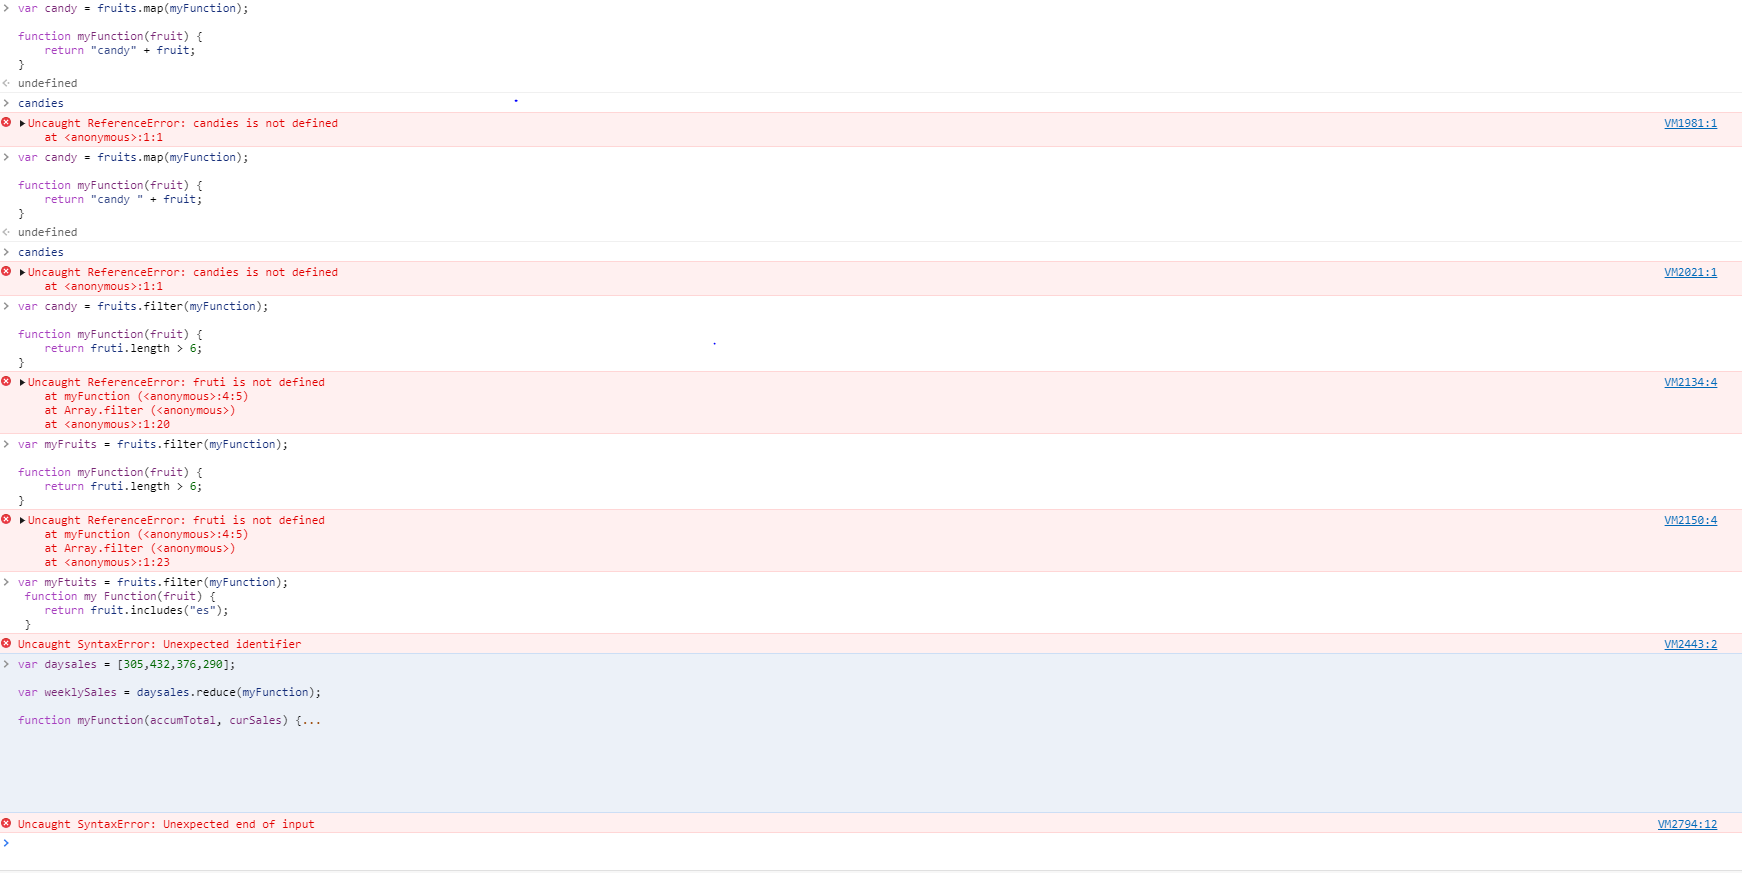 var candy = fruits.map(myFunction);
function myFunction(fruit) {
return "candy" + fruit;
}
undefined
candies
Uncaught ReferenceError: candies is not defined VM1981:1
at <anonymous>:1:1
var candy = fruits.map(myFunction);
function myFunction(fruit) {
return "candy " + fruit;
}
undefined
candies
Uncaught ReferenceError: candies is not defined VM2021:1
at <anonymous>:1:1
var candy = fruits.filter(myFunction);
function myFunction(fruit) {
return fruti.length > 6;
}
Uncaught ReferenceError: fruti is not defined VM2134:4
at myFunction (<anonymous>:4:5)
at Array.filter (<anonymous>)
at <anonymous>:1:20
var myFruits = fruits.filter(myFunction);
function myFunction(fruit) {
return fruti.length > 6;
}
Uncaught ReferenceError: fruti is not defined VM2150:4
at myFunction (<anonymous>:4:5)
at Array.filter (<anonymous>)
at <anonymous>:1:23
var myFtuits = fruits.filter(myFunction);
function my Function(fruit) {
return fruit.includes("es");
}
Uncaught SyntaxError: Unexpected identifier VM2443:2
var daysales = [305,432,376,290];
var weeklySales = daysales.reduce(myFunction);
function myFunction(accumTotal, curSales) {...
Uncaught SyntaxError: Unexpected end of input VM2794:12